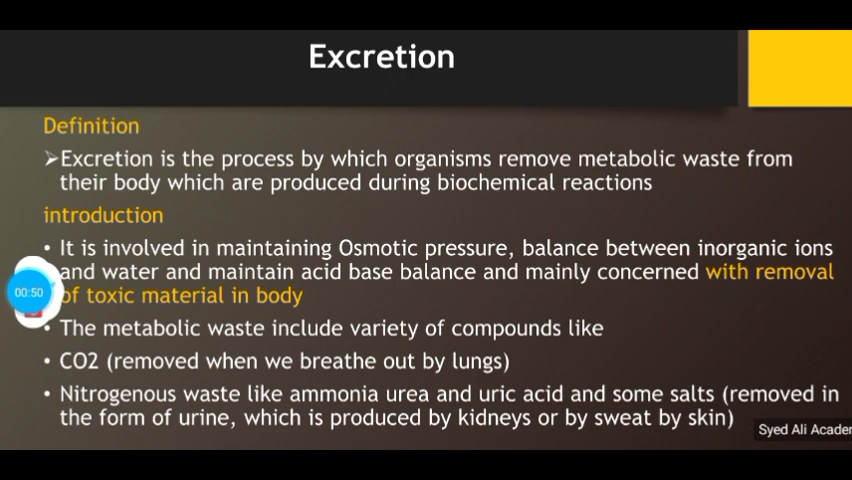 Excretion
Definition
➢Excretion is the process by which organisms remove metabolic waste from
their body which are produced during biochemical reactions
introduction
• It is involved in maintaining Osmotic pressure, balance between inorganic ions
and water and maintain acid base balance and mainly concerned with removal
of toxic material in body
00:50
• The metabolic waste include variety of compounds like
• CO2 (removed when we breathe out by lungs)
• Nitrogenous waste like ammonia urea and uric acid and some salts (removed in
the form of urine, which is produced by kidneys or by sweat by skin)
Syed Ali Acader